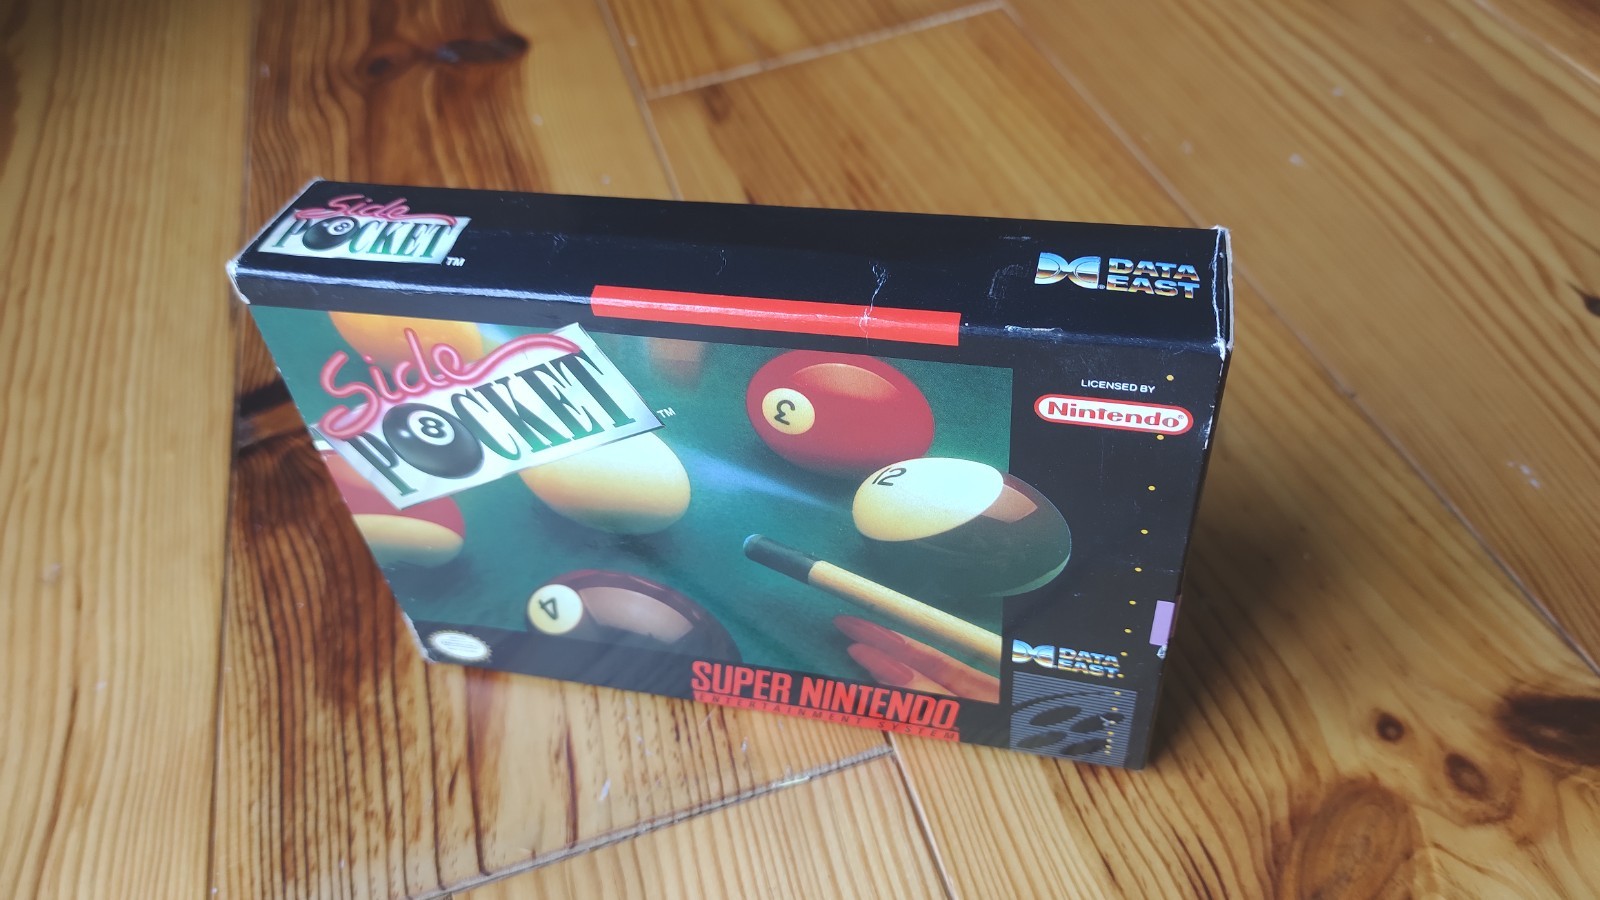 Side
POCKET
TM
DATA
EAST
Side
POCKET
TM
3
12
4
LICENSED BY
Nintendo®
DATA
EAST
SUPER NINTENDO
ENTERTAINMENT SYSTEM